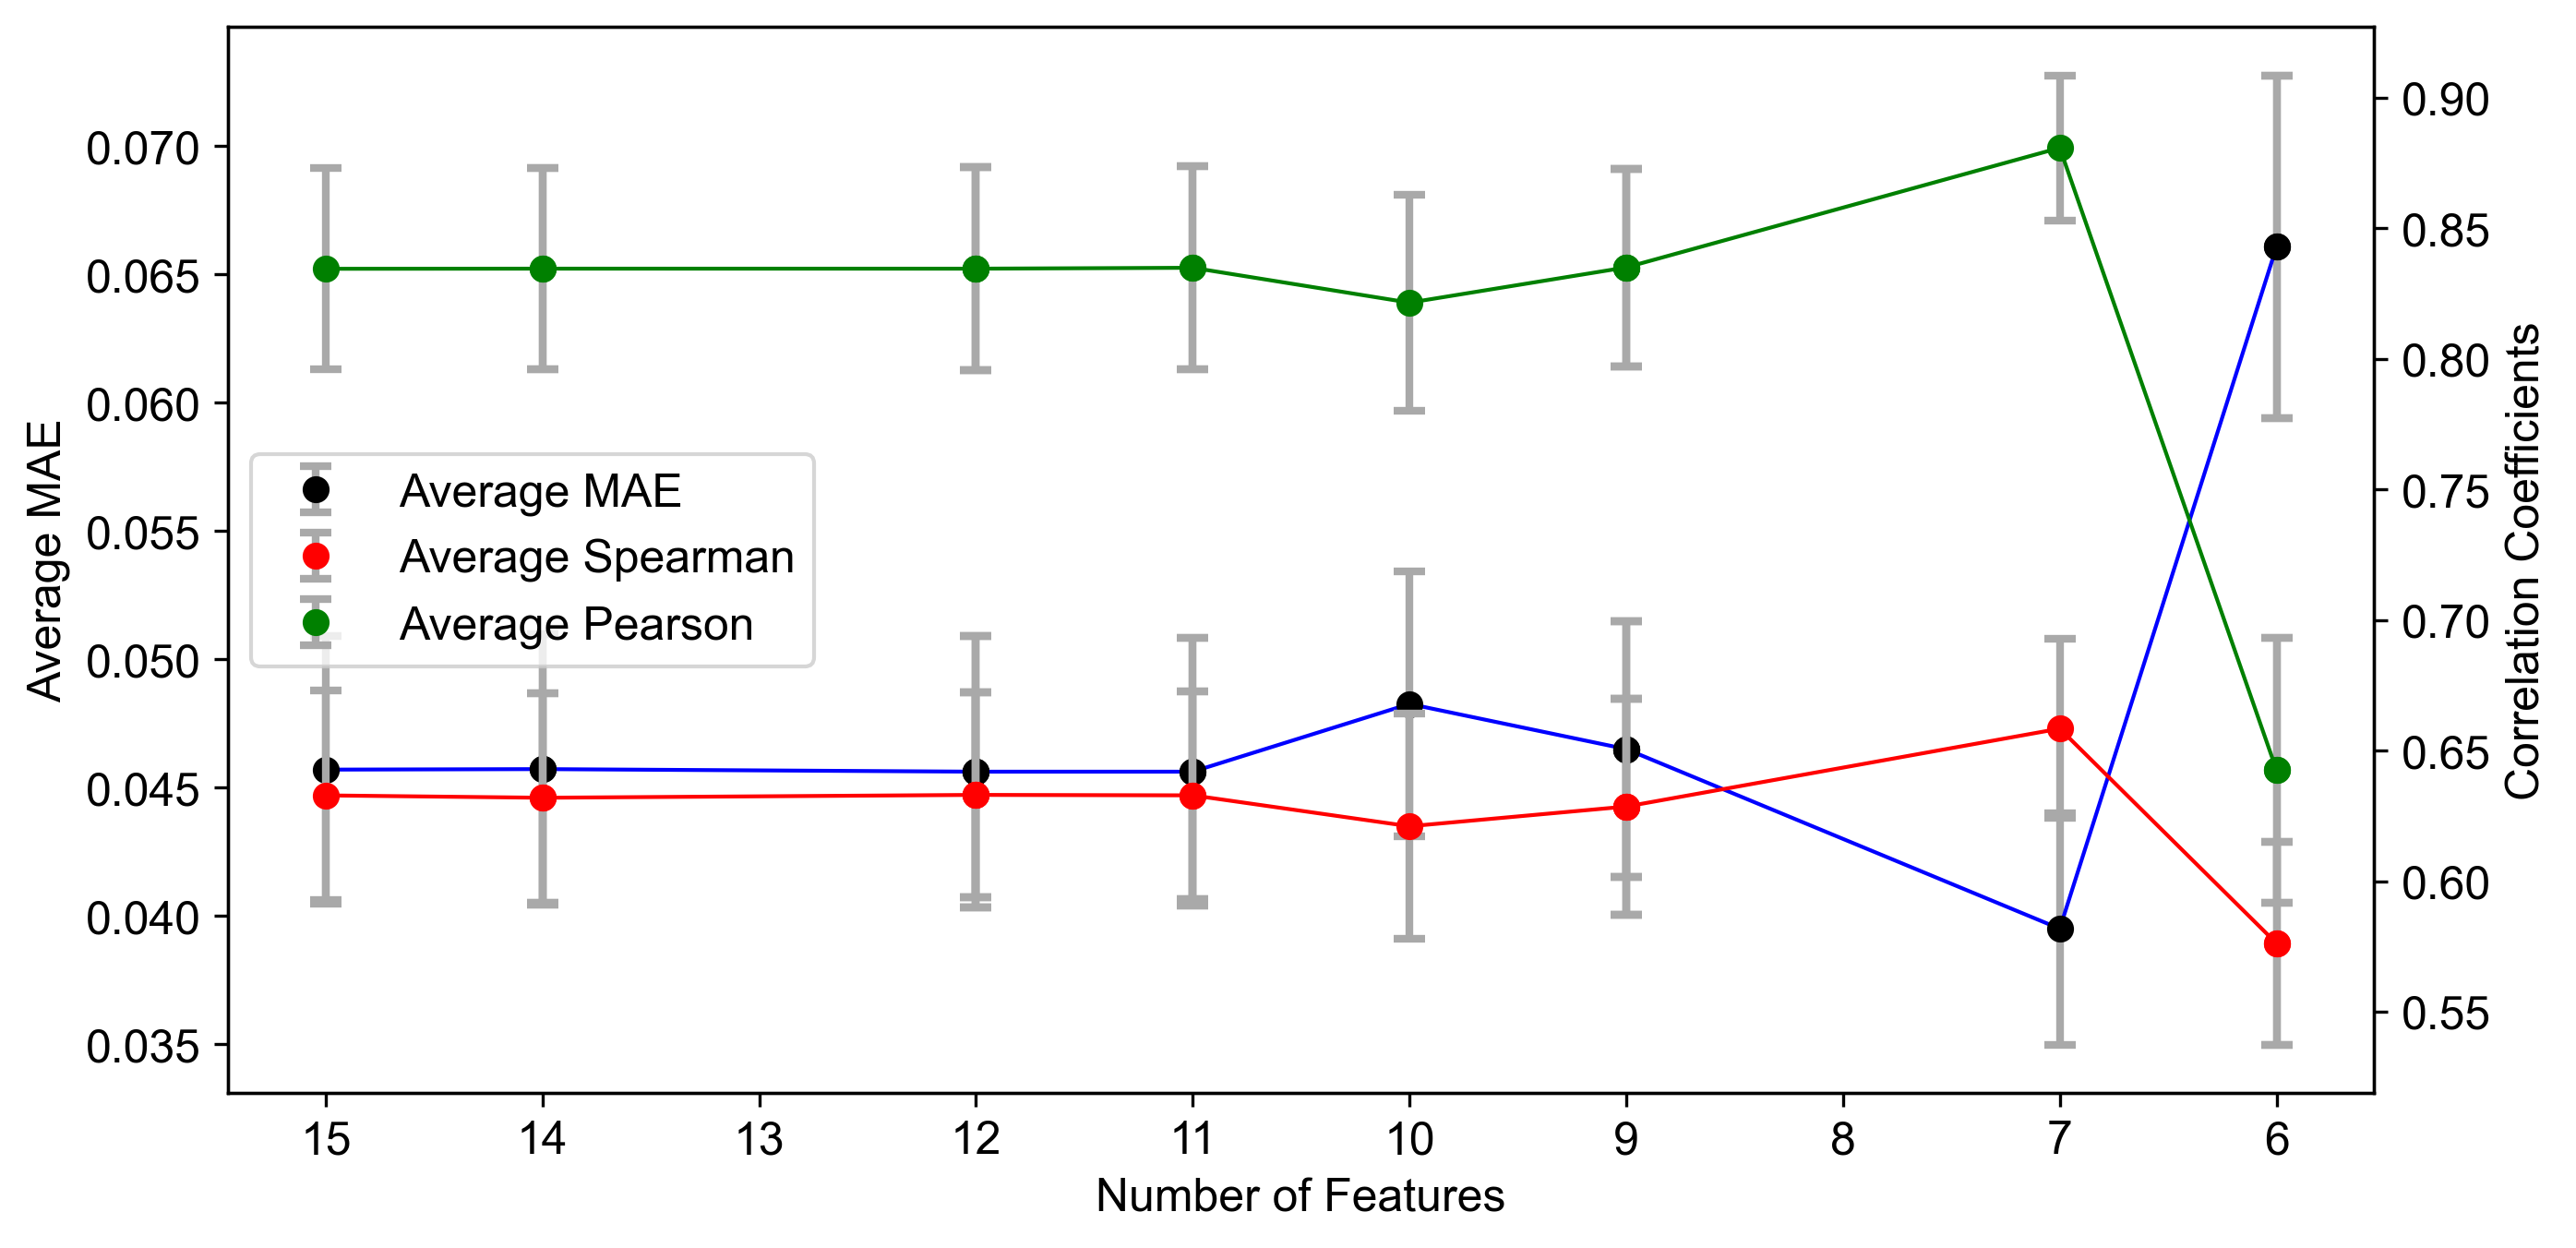 Average MAE
0.070
0.065
0.060
0.055
0.050
0.045
0.040
0.035
Average MAE
Average Spearman
Average Pearson
0.90
0.85
0.80
0.75
0.70
0.65
0.60
0.55
Correlation Coefficients
15 14 13 12 11 10 9 8 7 6
Number of Features